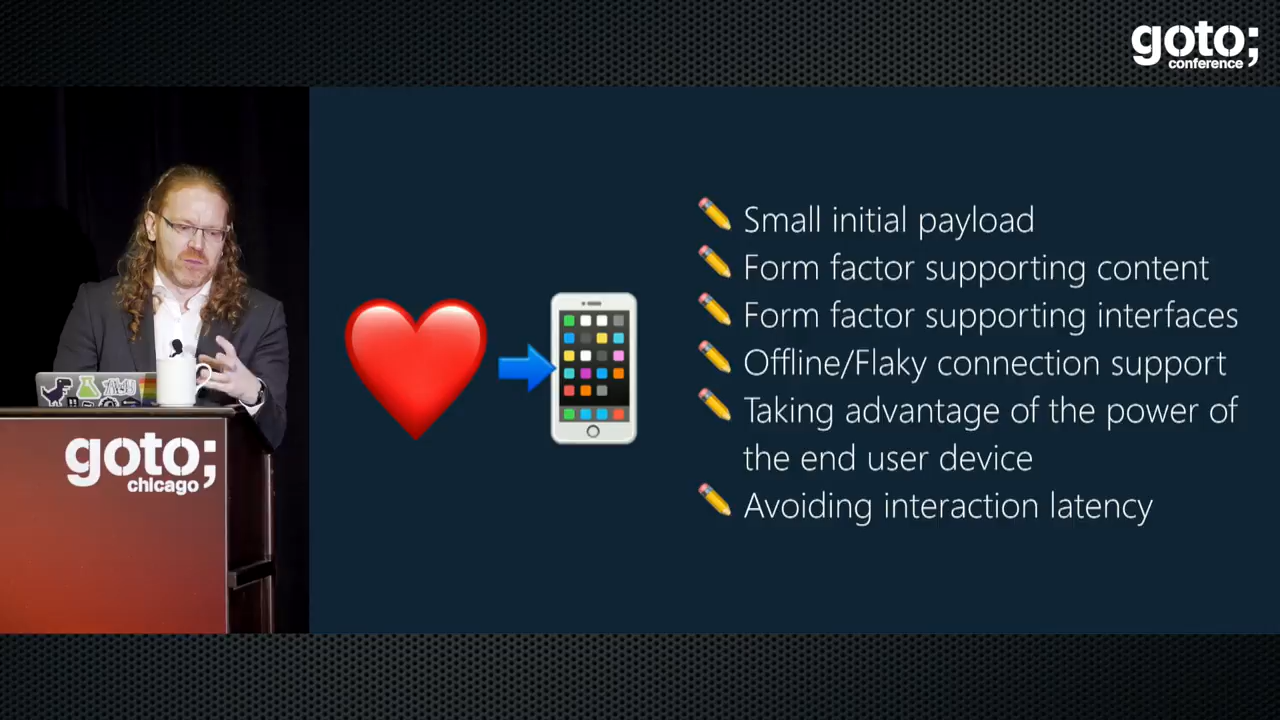 goto;
conference
Small initial payload
Form factor supporting content
Form factor supporting interfaces
Offline/Flaky connection support
Taking advantage of the power of
the end user device
Avoiding interaction latency
goto;
chicago